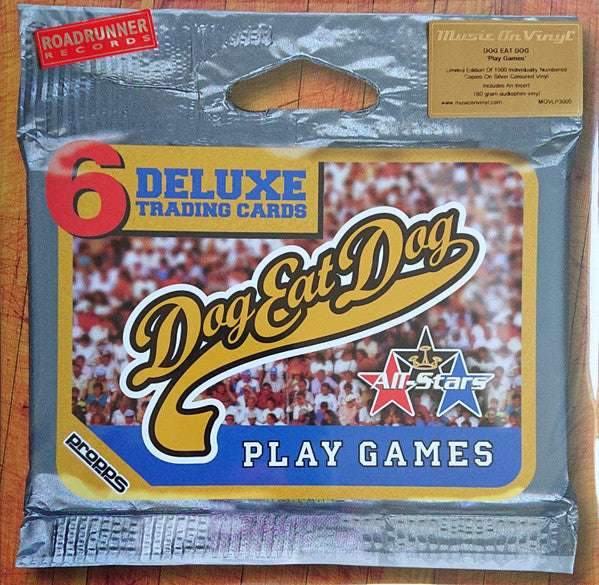 ROADRUNNER
RECORDS
Music On Vinyl
DOG EAT DOG
'Play Games'
Limited Edition Of 1500 Individually Numbered
Copies On Silver Coloured Vinyl
Includes An Insert
180 gram audiophile vinyl
www.musiconvinyl.com MOVLP3005
6 DELUXE
TRADING CARDS
Dog Eat Dog
All-Stars
PLAY GAMES
propps